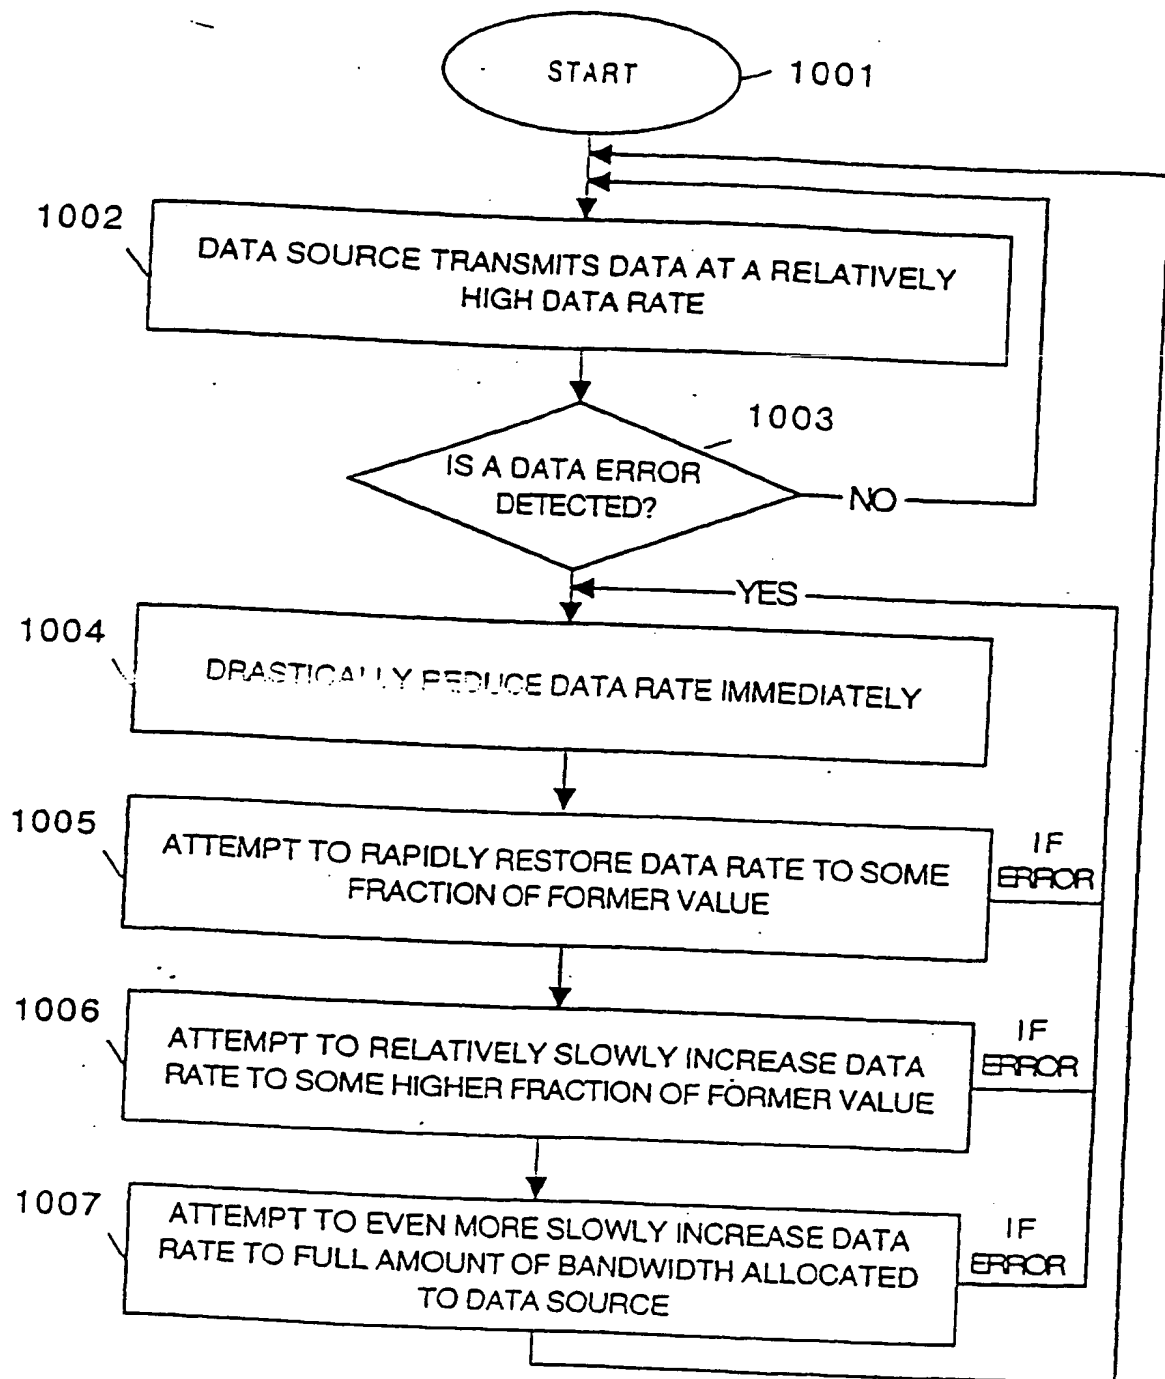 START
1001
1002
DATA SOURCE TRANSMITS DATA AT A RELATIVELY
HIGH DATA RATE
1003
IS A DATA ERROR
DETECTED?
NO
YES
1004
DRASTICALLY REDUCE DATA RATE IMMEDIATELY
1005
ATTEMPT TO RAPIDLY RESTORE DATA RATE TO SOME
FRACTION OF FORMER VALUE
IF
ERROR
1006
ATTEMPT TO RELATIVELY SLOWLY INCREASE DATA
RATE TO SOME HIGHER FRACTION OF FORMER VALUE
IF
ERROR
1007
ATTEMPT TO EVEN MORE SLOWLY INCREASE DATA
RATE TO FULL AMOUNT OF BANDWIDTH ALLOCATED
TO DATA SOURCE
IF
ERROR